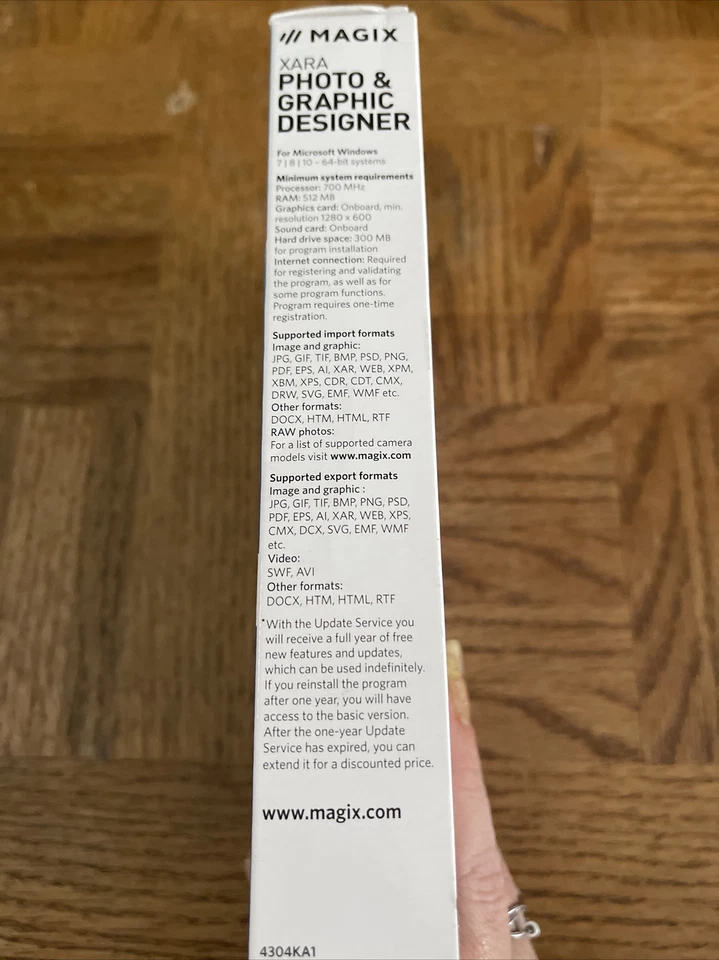 MAGIX
XARA
PHOTO &
GRAPHIC
DESIGNER
For Microsoft Windows
7 | 8 | 10 – 64-bit systems
Minimum system requirements
Processor: 700 MHz
RAM: 512 MB
Graphics card: Onboard, min.
resolution 1280 x 600
Sound card: Onboard
Hard drive space: 300 MB
for program installation
Internet connection: Required
for registering and validating
the program, as well as for
some program functions.
Program requires one-time
registration.
Supported import formats
Image and graphic:
JPG, GIF, TIF, BMP, PSD, PNG,
PDF, EPS, AI, XAR, WEB, XPM,
XBM, XPS, CDR, CDT, CMX,
DRW, SVG, EMF, WMF etc.
Other formats:
DOCX, HTM, HTML, RTF
RAW photos:
For a list of supported camera
models visit www.magix.com
Supported export formats
Image and graphic :
JPG, GIF, TIF, BMP, PNG, PSD,
PDF, EPS, AI, XAR, WEB, XPS,
CMX, DCX, SVG, EMF, WMF
etc.
Video:
SWF, AVI
Other formats:
DOCX, HTM, HTML, RTF
*With the Update Service you
will receive a full year of free
new features and updates,
which can be used indefinitely.
If you reinstall the program
after one year, you will have
access to the basic version.
After the one-year Update
Service has expired, you can
extend it for a discounted price.
www.magix.com
4304KA1